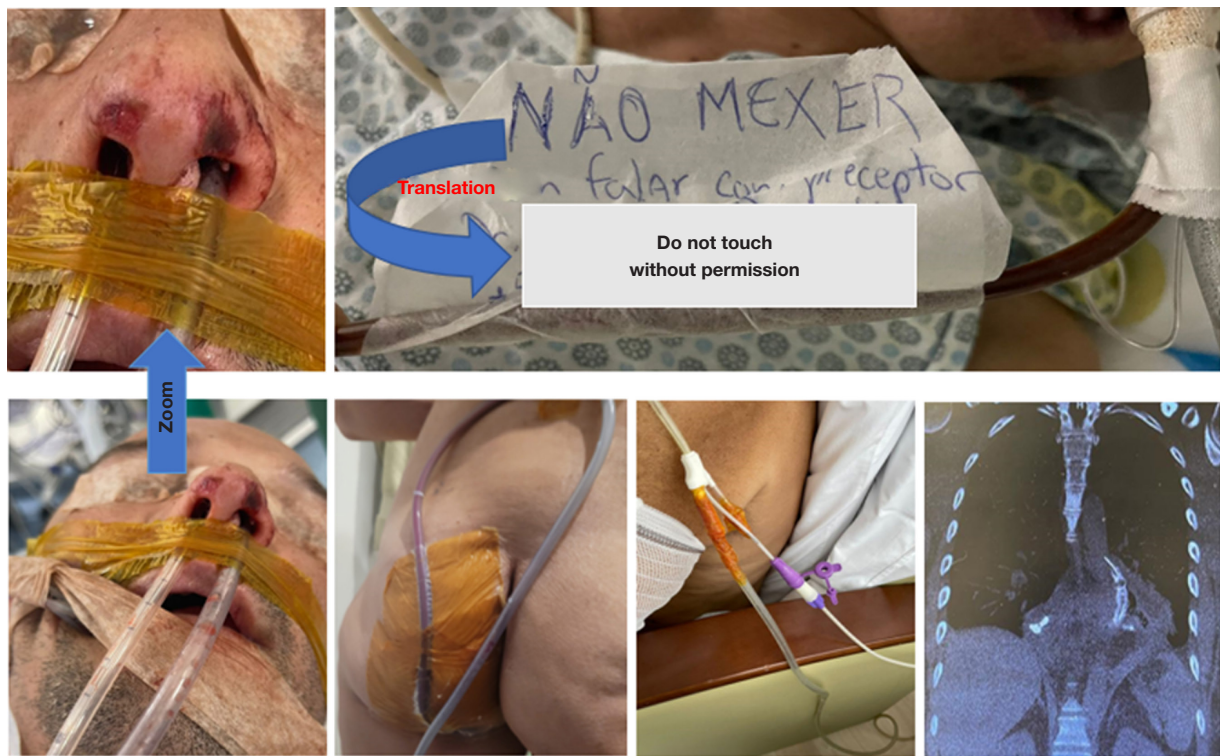 NÃO MEXER
Translation
falar com preceptor
Do not touch
without permission
Zoom